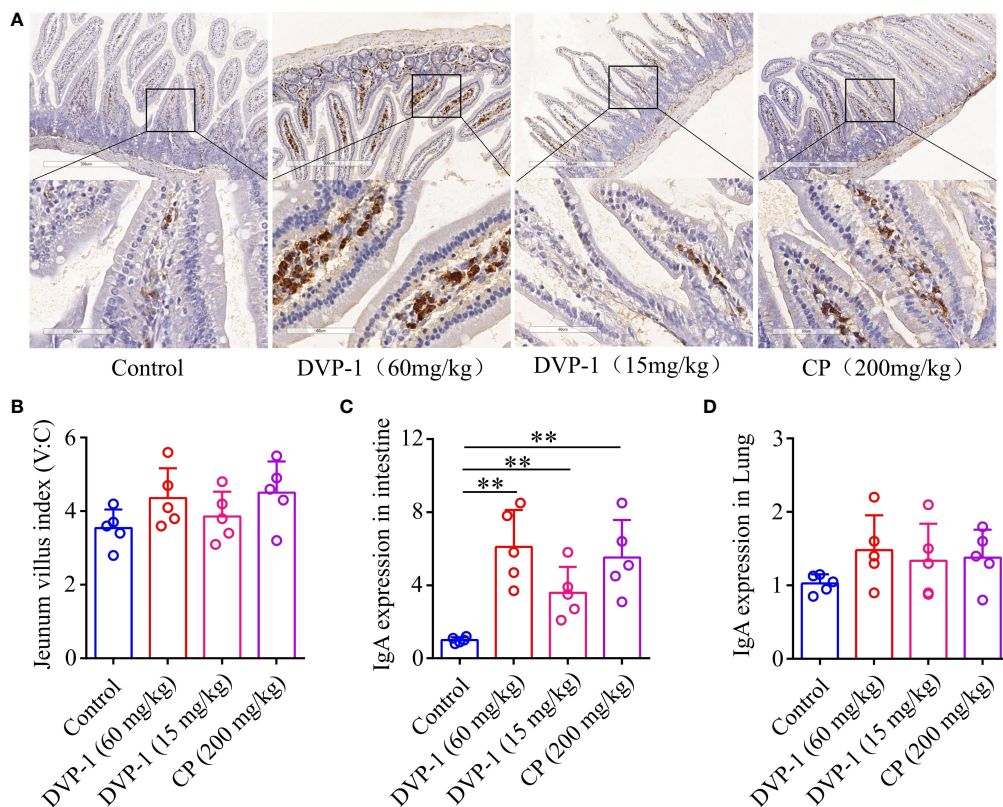 A
Control
DVP-1（60mg/kg）
DVP-1（15mg/kg）
CP（200mg/kg）
B
Jeunum villus index (V:C)
6
4
2
0
Control
DVP-1 (60 mg/kg)
DVP-1 (15 mg/kg)
CP (200 mg/kg)
C
IgA expression in intestine
12
8
4
0
**
**
**
Control
DVP-1 (60 mg/kg)
DVP-1 (15 mg/kg)
CP (200 mg/kg)
D
IgA expression in Lung
3
2
1
0
Control
DVP-1 (60 mg/kg)
DVP-1 (15 mg/kg)
CP (200 mg/kg)